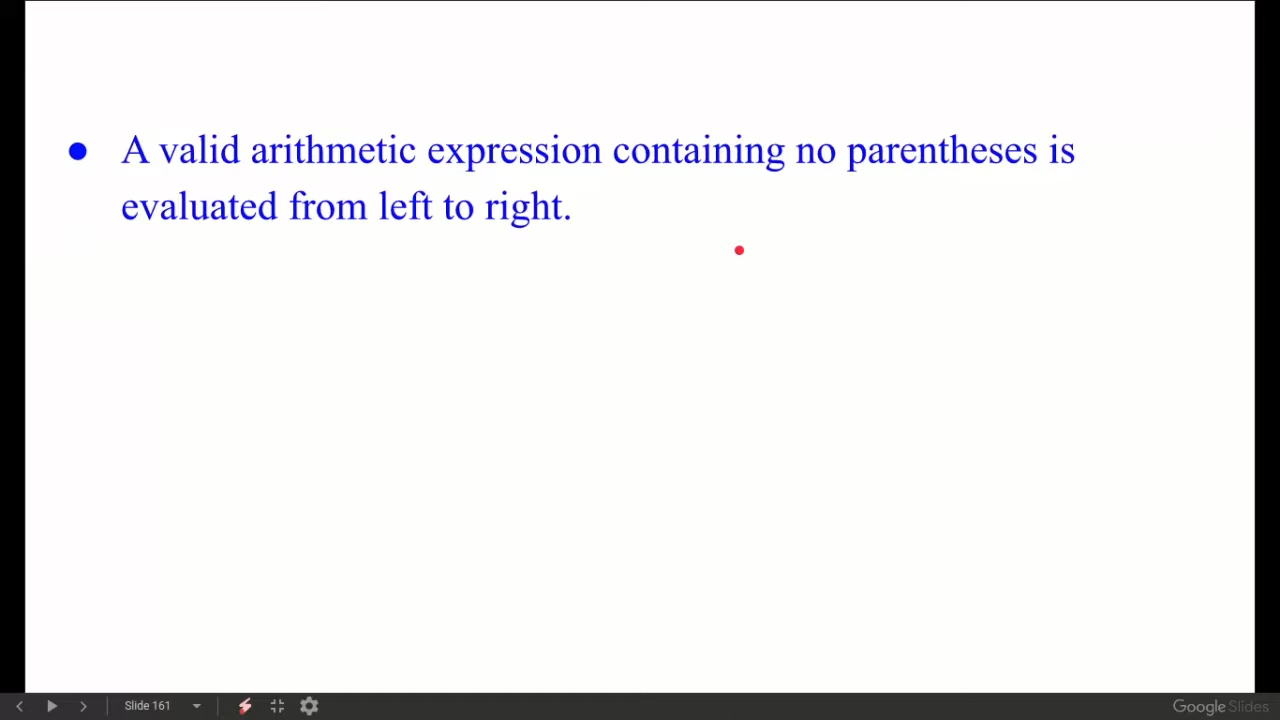 ● A valid arithmetic expression containing no parentheses is
evaluated from left to right.
Slide 161
Google Slides